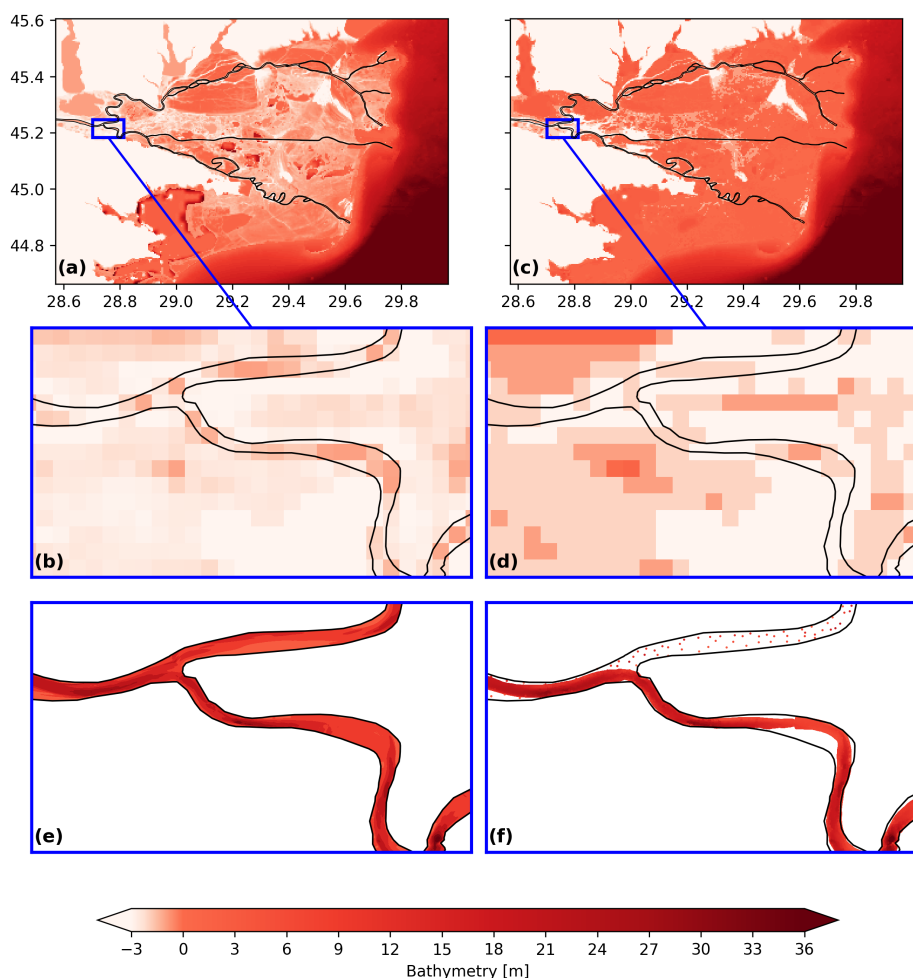 45.6
45.4
45.2
45.0
44.8
(a)
(c)
28.6 28.8 29.0 29.2 29.4 29.6 29.8
28.6 28.8 29.0 29.2 29.4 29.6 29.8
(b)
(d)
(e)
(f)
−3 0 3 6 9 12 15 18 21 24 27 30 33 36
Bathymetry [m]